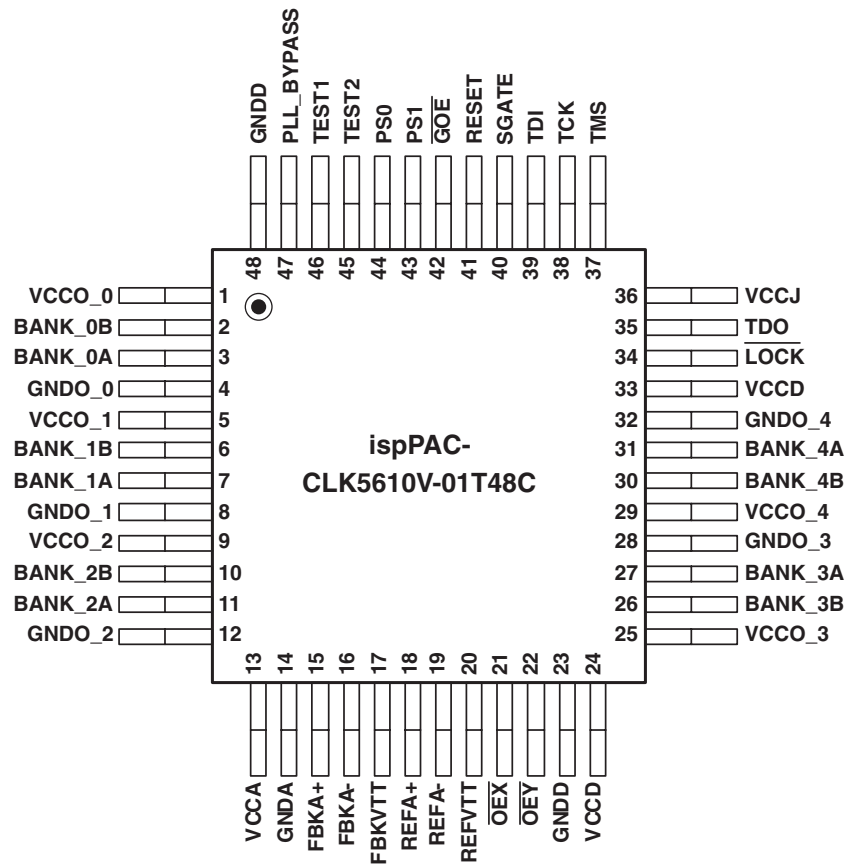 GNDD
PLL_BYPASS
TEST1
TEST2
PS0
PS1
GOE
RESET
SGATE
TDI
TCK
TMS
48 47 46 45 44 43 42 41 40 39 38 37
VCCO_0 1
BANK_0B 2
BANK_0A 3
GNDO_0 4
VCCO_1 5
BANK_1B 6
BANK_1A 7
GNDO_1 8
VCCO_2 9
BANK_2B 10
BANK_2A 11
GNDO_2 12
ispPAC-
CLK5610V-01T48C
36 VCCJ
35 TDO
34 LOCK
33 VCCD
32 GNDO_4
31 BANK_4A
30 BANK_4B
29 VCCO_4
28 GNDO_3
27 BANK_3A
26 BANK_3B
25 VCCO_3
13 14 15 16 17 18 19 20 21 22 23 24
VCCA
GNDA
FBKA+
FBKA-
FBKVTT
REFA+
REFA-
REFVTT
OEX
OEY
GNDD
VCCD